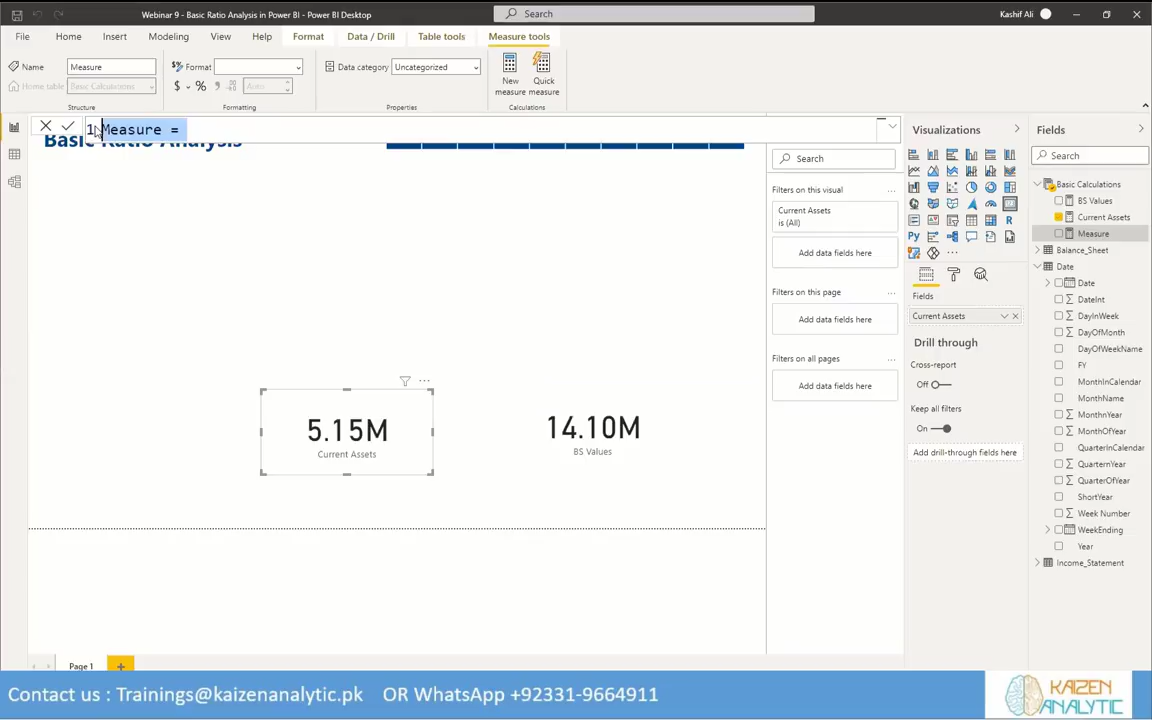 Webinar 9 - Basic Ratio Analysis in Power BI - Power BI Desktop
Search
Kashif Ali
File
Home
Insert
Modeling
View
Help
Format
Data / Drill
Table tools
Measure tools
Name
Measure
Home table
Basic Calculations
Structure
Format
$
%
Auto
Formatting
Data category
Uncategorized
Properties
New measure
Quick measure
Calculations
1 Measure =
Basic Ratio Analysis
5.15M
Current Assets
14.10M
BS Values
Page 1
Search
Filters on this visual
Current Assets
is (All)
Add data fields here
Filters on this page
Add data fields here
Filters on all pages
Add data fields here
Visualizations
R
Py
Fields
Current Assets
Drill through
Cross-report
Off
Keep all filters
On
Add drill-through fields here
Fields
Search
Basic Calculations
BS Values
Current Assets
Measure
Balance_Sheet
Date
Date
DateInt
DayInWeek
DayOfMonth
DayOfWeekName
FY
MonthInCalendar
MonthName
MonthnYear
MonthOfYear
QuarterInCalendar
QuarternYear
QuarterOfYear
ShortYear
Week Number
WeekEnding
Year
Income_Statement
Contact us : Trainings@kaizenanalytic.pk OR WhatsApp +92331-9664911
KAIZEN
ANALYTIC